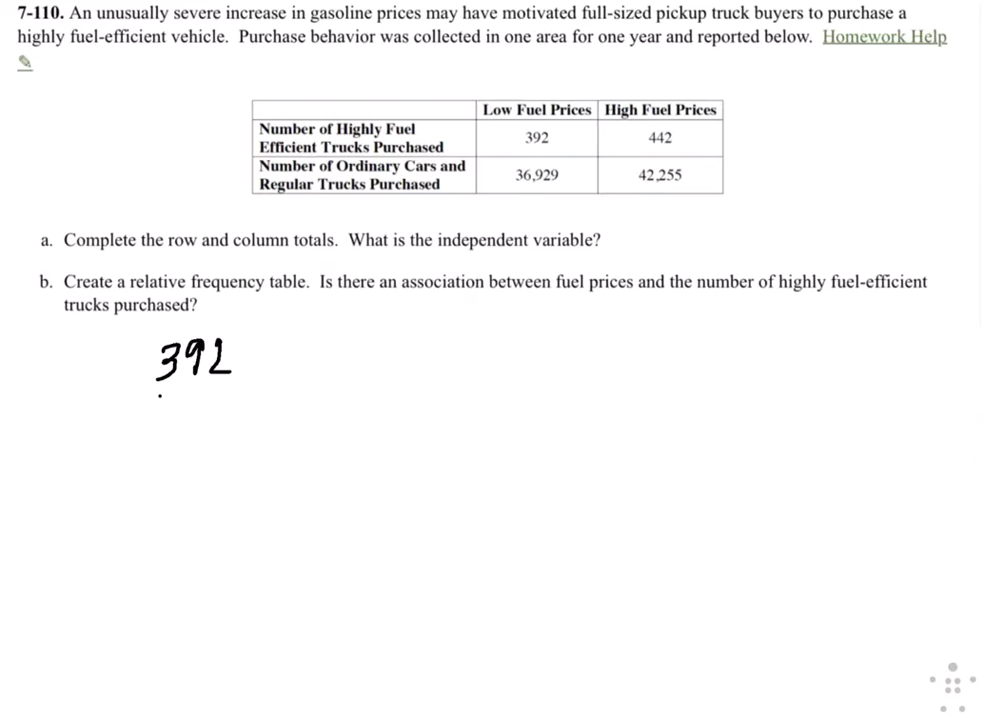 7-110. An unusually severe increase in gasoline prices may have motivated full-sized pickup truck buyers to purchase a
highly fuel-efficient vehicle. Purchase behavior was collected in one area for one year and reported below. Homework Help
Low Fuel Prices High Fuel Prices
Number of Highly Fuel
Efficient Trucks Purchased
392 442
Number of Ordinary Cars and
Regular Trucks Purchased
36,929 42,255
a. Complete the row and column totals. What is the independent variable?
b. Create a relative frequency table. Is there an association between fuel prices and the number of highly fuel-efficient
trucks purchased?
392